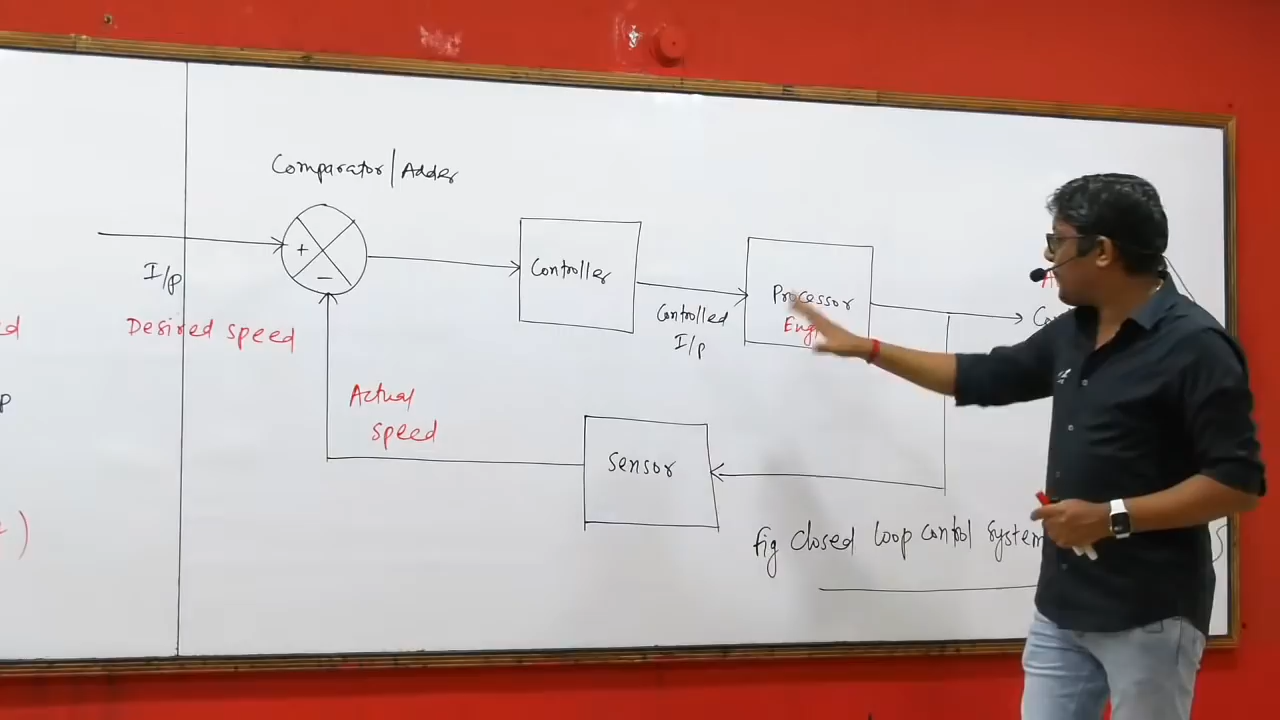 Comparator/Adder
+
−
I/p
Desired speed
Controller
Controlled
I/p
Processor
Actual
speed
Sensor
fig closed loop control system